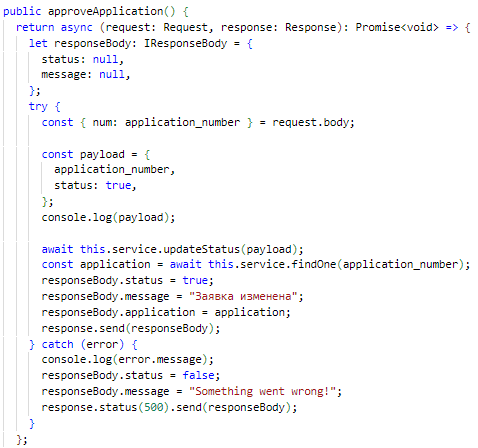 public approveApplication() {
  return async (request: Request, response: Response): Promise<void> => {
    let responseBody: IResponseBody = {
      status: null,
      message: null,
    };
    try {
      const { num: application_number } = request.body;

      const payload = {
        application_number,
        status: true,
      };
      console.log(payload);

      await this.service.updateStatus(payload);
      const application = await this.service.findOne(application_number);
      responseBody.status = true;
      responseBody.message = "Заявка изменена";
      responseBody.application = application;
      response.send(responseBody);
    } catch (error) {
      console.log(error.message);
      responseBody.status = false;
      responseBody.message = "Something went wrong!";
      response.status(500).send(responseBody);
    }
  };